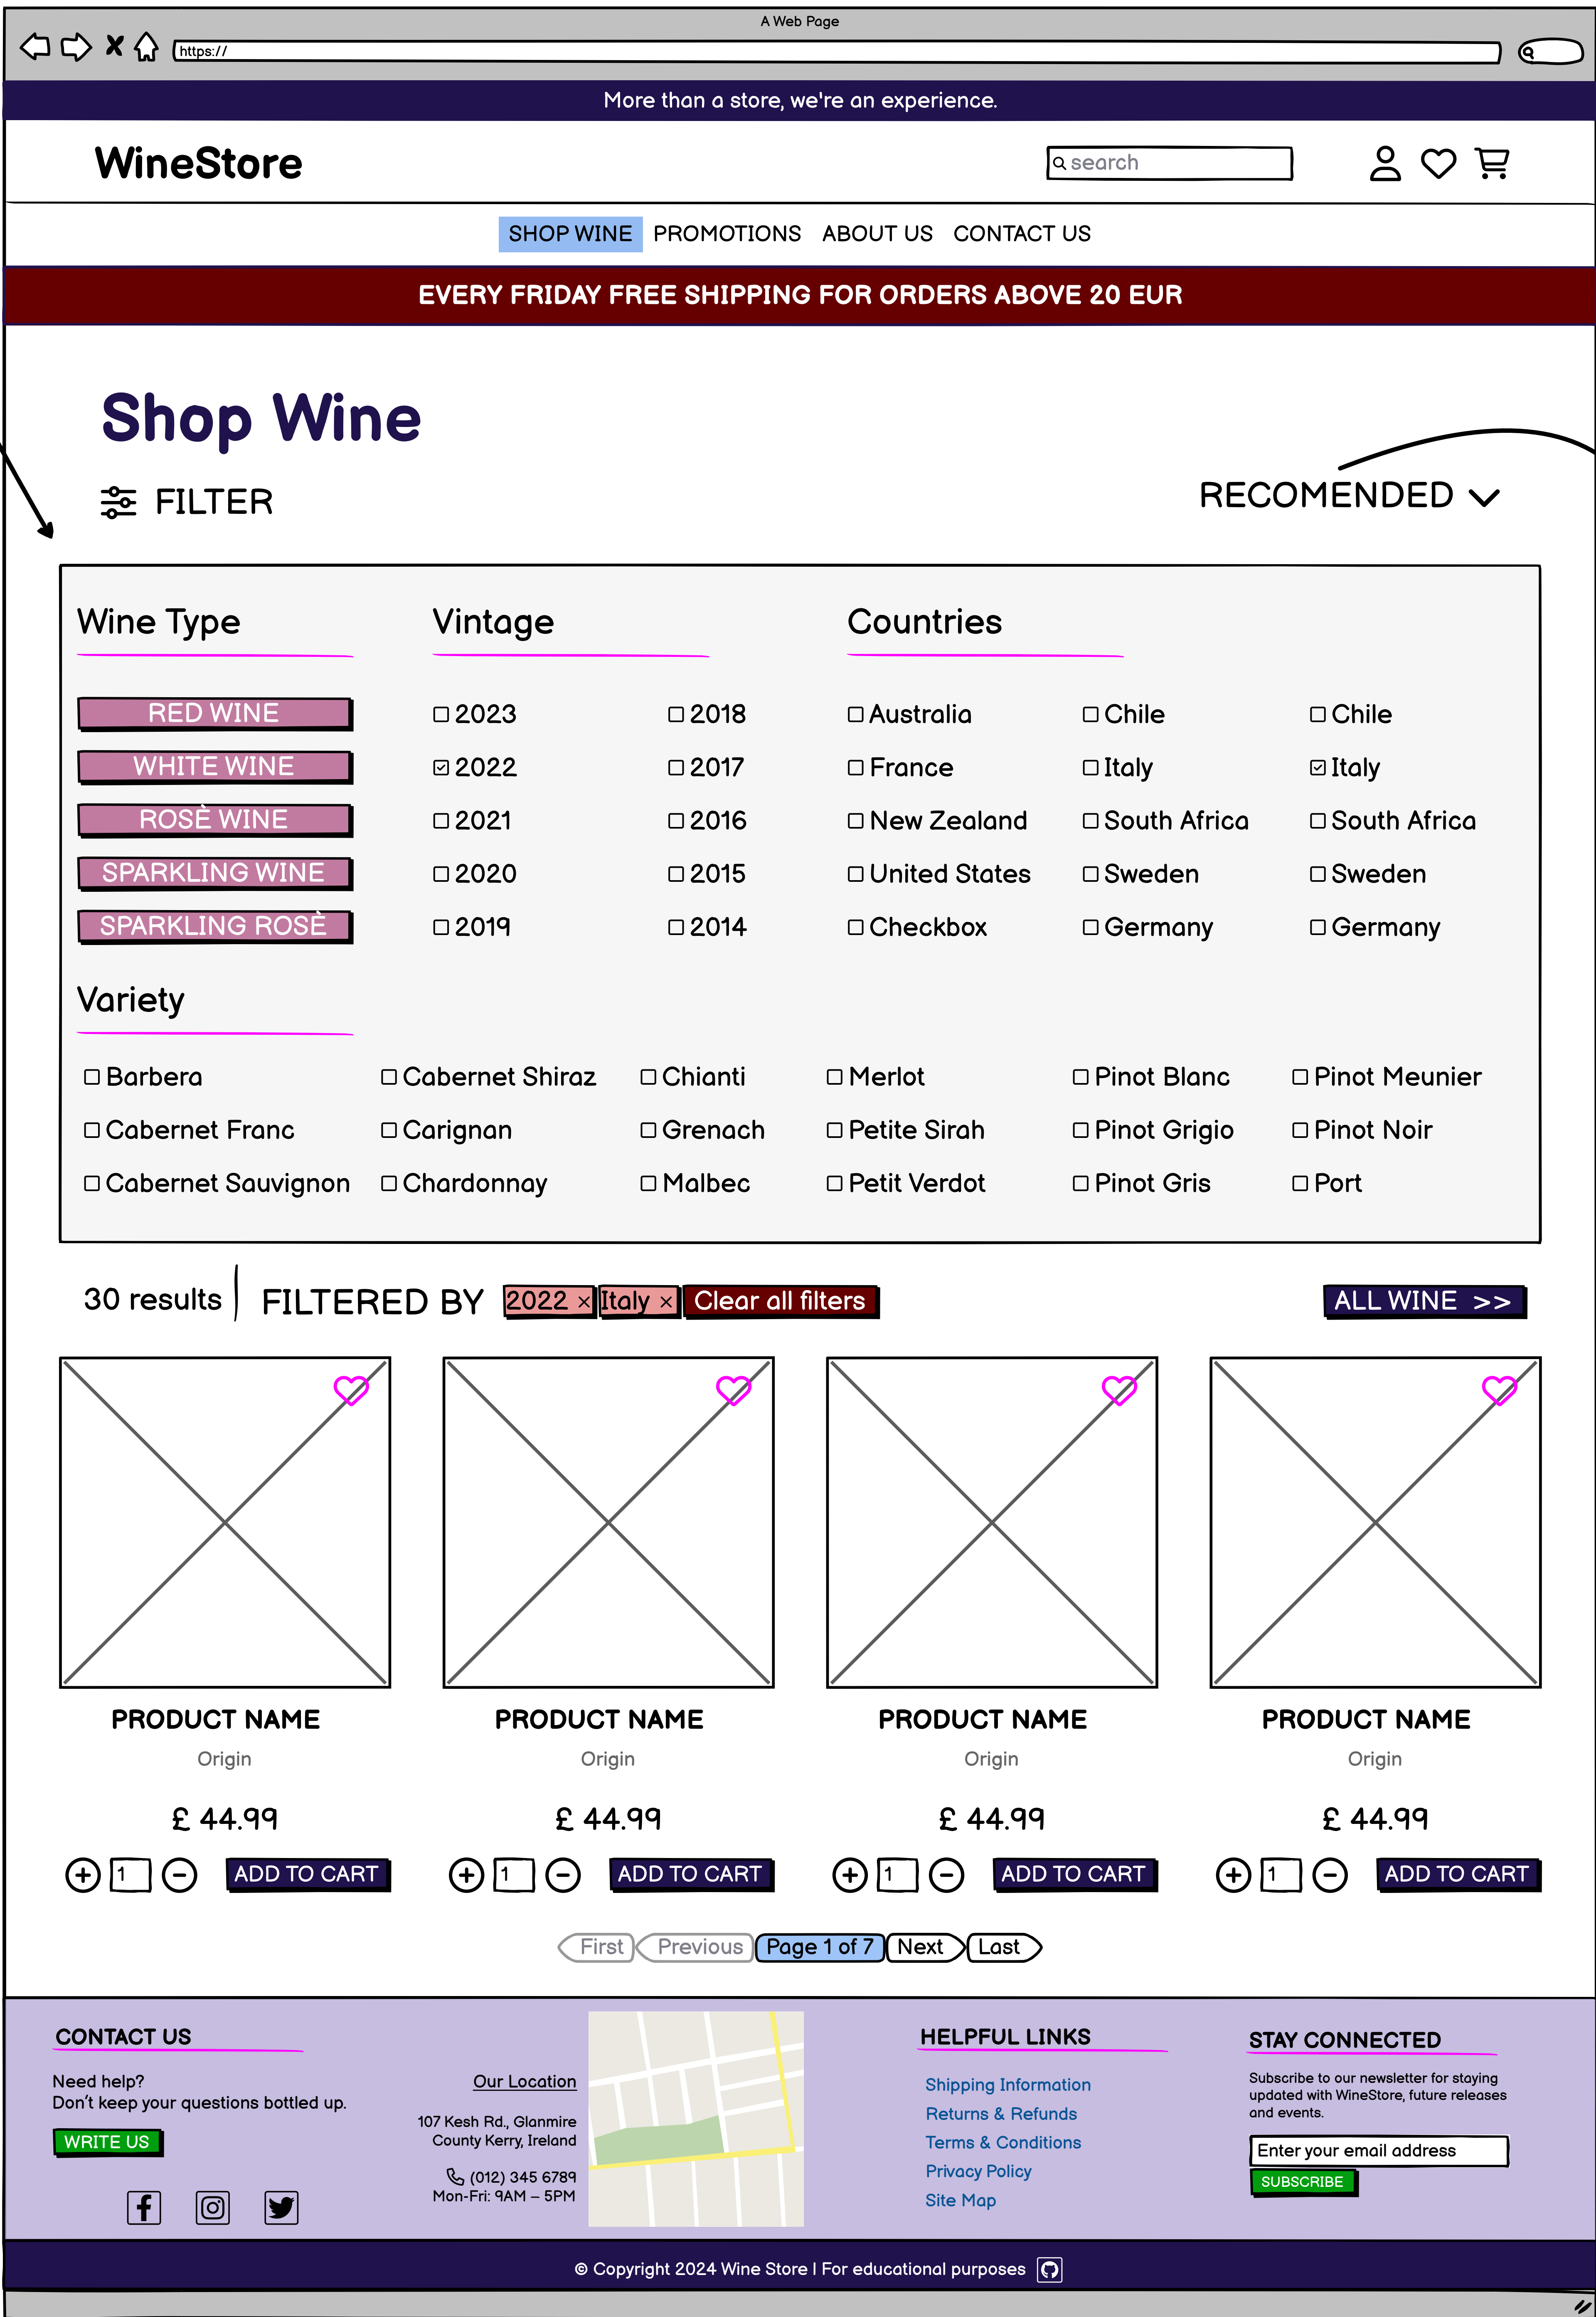 A Web Page
https://
More than a store, we're an experience.
WineStore
search
SHOP WINE PROMOTIONS ABOUT US CONTACT US
EVERY FRIDAY FREE SHIPPING FOR ORDERS ABOVE 20 EUR
Shop Wine
FILTER
RECOMENDED
Wine Type Vintage Countries
RED WINE 2023 2018 Australia Chile Chile
WHITE WINE 2022 2017 France Italy Italy
ROSÈ WINE 2021 2016 New Zealand South Africa South Africa
SPARKLING WINE 2020 2015 United States Sweden Sweden
SPARKLING ROSÈ 2019 2014 Checkbox Germany Germany
Variety
Barbera Cabernet Shiraz Chianti Merlot Pinot Blanc Pinot Meunier
Cabernet Franc Carignan Grenach Petite Sirah Pinot Grigio Pinot Noir
Cabernet Sauvignon Chardonnay Malbec Petit Verdot Pinot Gris Port
30 results FILTERED BY 2022 × Italy × Clear all filters ALL WINE >>
PRODUCT NAME PRODUCT NAME PRODUCT NAME PRODUCT NAME
Origin Origin Origin Origin
£ 44.99 £ 44.99 £ 44.99 £ 44.99
1 ADD TO CART 1 ADD TO CART 1 ADD TO CART 1 ADD TO CART
First Previous Page 1 of 7 Next Last
CONTACT US
Need help?
Don't keep your questions bottled up.
WRITE US
Our Location
107 Kesh Rd., Glanmire
County Kerry, Ireland
(012) 345 6789
Mon-Fri: 9AM – 5PM
HELPFUL LINKS
Shipping Information
Returns & Refunds
Terms & Conditions
Privacy Policy
Site Map
STAY CONNECTED
Subscribe to our newsletter for staying
updated with WineStore, future releases
and events.
Enter your email address
SUBSCRIBE
© Copyright 2024 Wine Store | For educational purposes